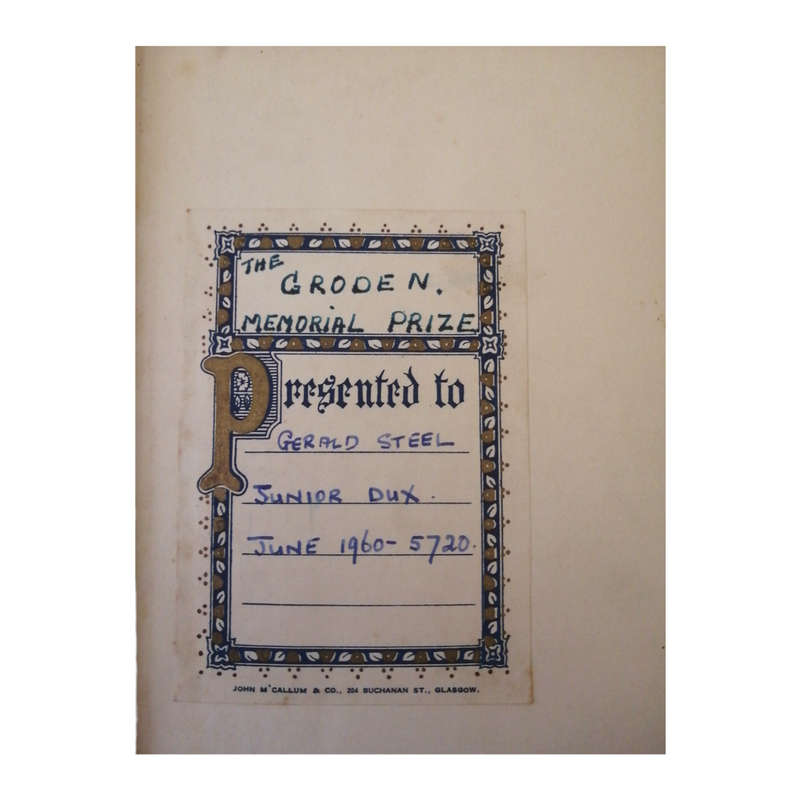 THE
GRODEN.
MEMORIAL PRIZE
Presented to
GERALD STEEL
JUNIOR DUX.
JUNE 1960-5720.
JOHN McCALLUM & CO., 204 BUCHANAN ST., GLASGOW.